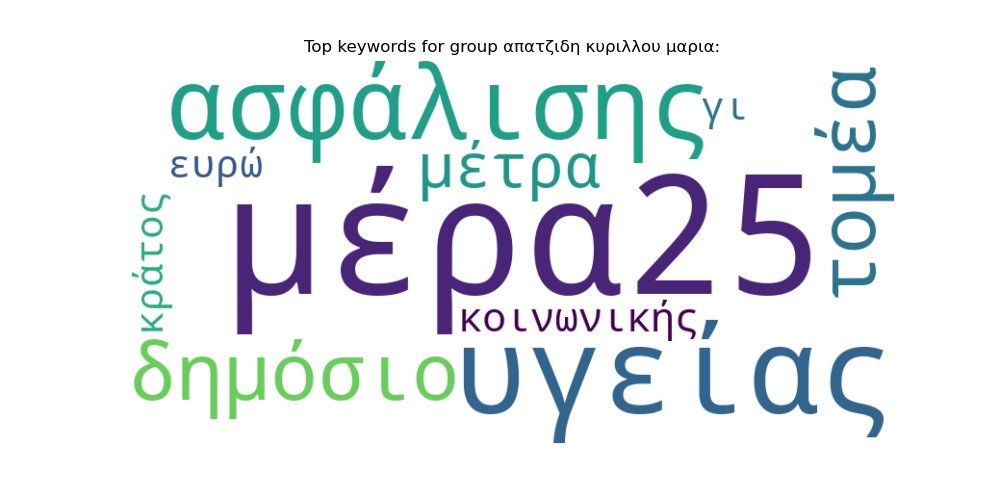 Top keywords for group απατζιδη κυριλλου μαρια:
ασφάλισης
γι
τομέα
ευρώ
μέτρα
μέρα25
κράτος
κοινωνικής
δημόσιο
υγείας